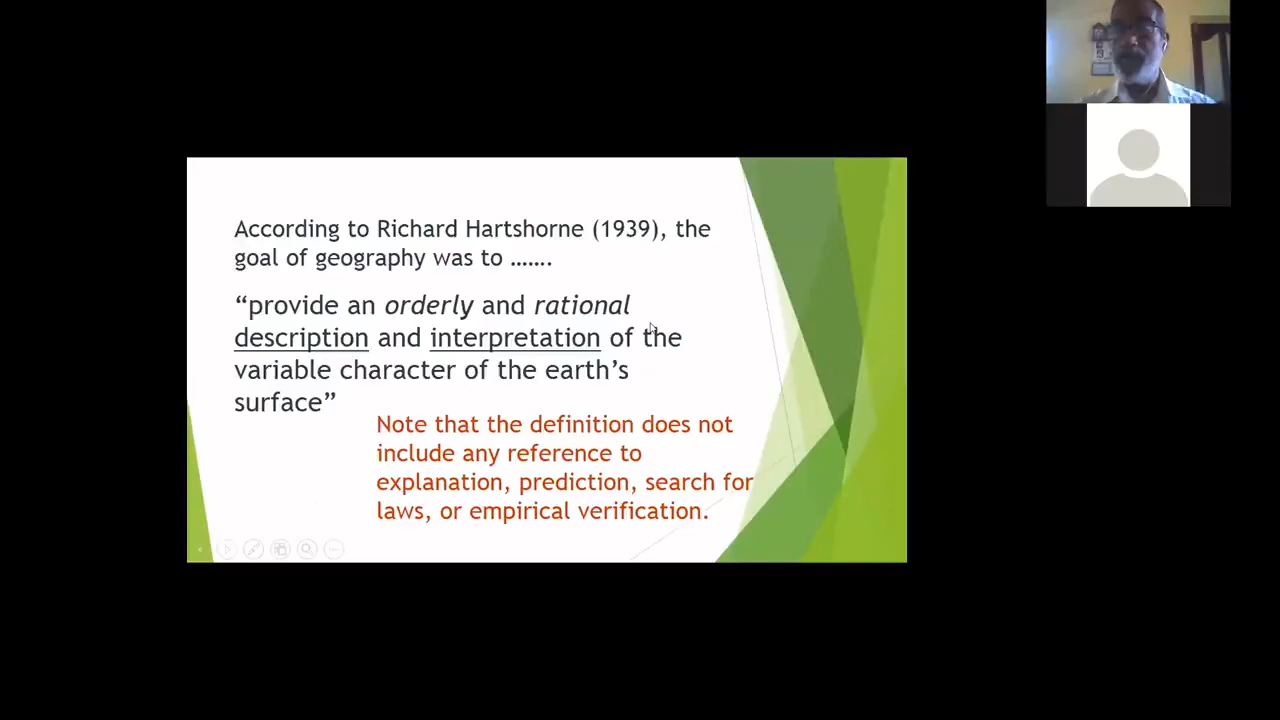 According to Richard Hartshorne (1939), the
goal of geography was to …….
“provide an orderly and rational
description and interpretation of the
variable character of the earth’s
surface”
Note that the definition does not
include any reference to
explanation, prediction, search for
laws, or empirical verification.